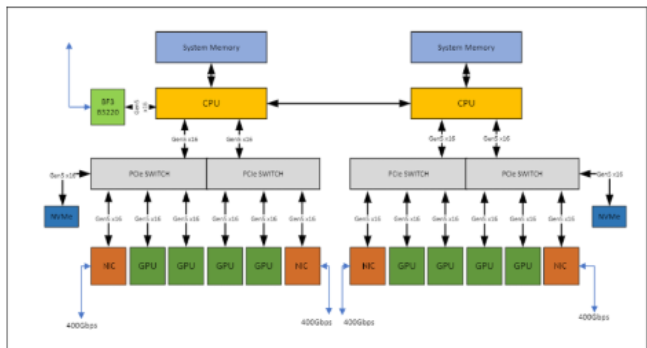 System Memory
System Memory
BF3
B3220
Gen5 x16
CPU
CPU
Gen5 x16
Gen5 x16
Gen5 x16
Gen5 x16
Gen5 x16
PCIe SWITCH
PCIe SWITCH
PCIe SWITCH
PCIe SWITCH
Gen5 x16
NVMe
Gen5 x16
Gen5 x16
Gen5 x16
Gen5 x16
Gen5 x16
Gen5 x16
Gen5 x16
Gen5 x16
Gen5 x16
Gen5 x16
Gen5 x16
Gen5 x16
NVMe
NIC
GPU
GPU
GPU
GPU
NIC
NIC
GPU
GPU
GPU
GPU
NIC
400Gbps
400Gbps
400Gbps
400Gbps